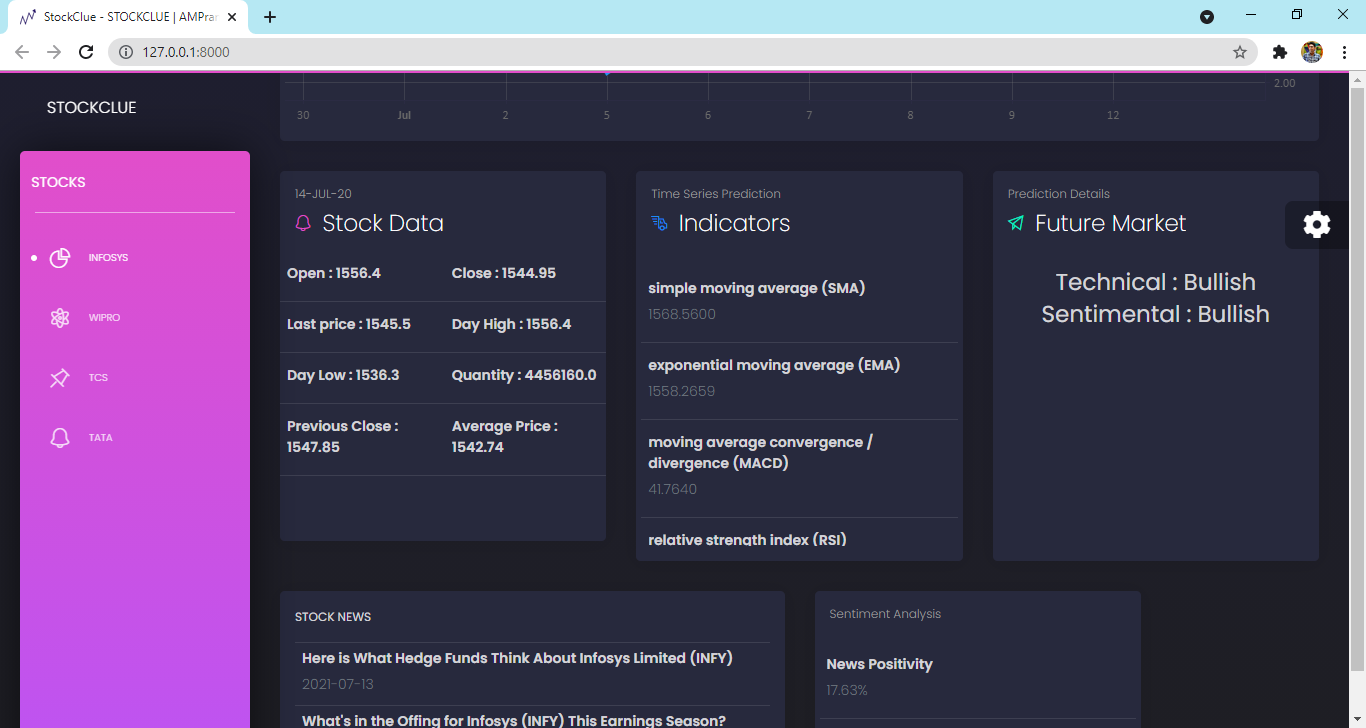 StockClue - STOCKCLUE | AMPra
127.0.0.1:8000
STOCKCLUE
2.00
30 Jul 2 5 6 7 8 9 12
STOCKS
INFOSYS
WIPRO
TCS
TATA
14-JUL-20
Stock Data
Open : 1556.4 Close : 1544.95
Last price : 1545.5 Day High : 1556.4
Day Low : 1536.3 Quantity : 4456160.0
Previous Close : Average Price :
1547.85 1542.74
Time Series Prediction
Indicators
simple moving average (SMA)
1568.5600
exponential moving average (EMA)
1558.2659
moving average convergence /
divergence (MACD)
41.7640
relative strength index (RSI)
Prediction Details
Future Market
Technical : Bullish
Sentimental : Bullish
STOCK NEWS
Here is What Hedge Funds Think About Infosys Limited (INFY)
2021-07-13
What's in the Offing for Infosys (INFY) This Earnings Season?
Sentiment Analysis
News Positivity
17.63%